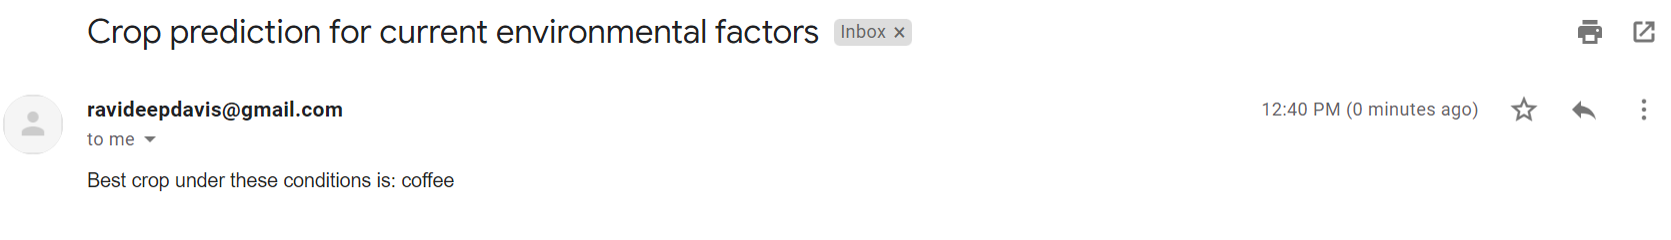 Crop prediction for current environmental factors Inbox ×
ravideepdavis@gmail.com 12:40 PM (0 minutes ago)
to me
Best crop under these conditions is: coffee